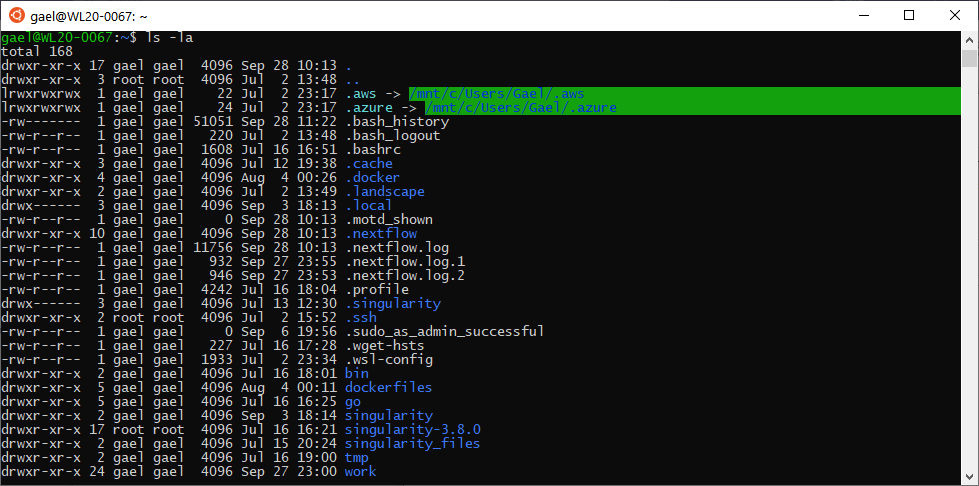 gael@WL20-0067: ~
gael@WL20-0067:~$ ls -la
total 168
drwxr-xr-x 17 gael gael  4096 Sep 28 10:13 .
drwxr-xr-x  3 root root  4096 Jul  2 13:48 ..
lrwxrwxrwx  1 gael gael    22 Jul  2 23:17 .aws -> /mnt/c/Users/Gael/.aws
lrwxrwxrwx  1 gael gael    24 Jul  2 23:17 .azure -> /mnt/c/Users/Gael/.azure
-rw-------  1 gael gael 51051 Sep 28 11:22 .bash_history
-rw-r--r--  1 gael gael   220 Jul  2 13:48 .bash_logout
-rw-r--r--  1 gael gael  1608 Jul 16 16:51 .bashrc
drwxr-xr-x  3 gael gael  4096 Jul 12 19:38 .cache
drwxr-xr-x  4 gael gael  4096 Aug  4 00:26 .docker
drwxr-xr-x  2 gael gael  4096 Jul  2 13:49 .landscape
drwx------  3 gael gael  4096 Sep  3 18:13 .local
-rw-r--r--  1 gael gael     0 Sep 28 10:13 .motd_shown
drwxr-xr-x 10 gael gael  4096 Sep 28 10:13 .nextflow
-rw-r--r--  1 gael gael 11756 Sep 28 10:13 .nextflow.log
-rw-r--r--  1 gael gael   932 Sep 27 23:55 .nextflow.log.1
-rw-r--r--  1 gael gael   946 Sep 27 23:53 .nextflow.log.2
-rw-r--r--  1 gael gael  4242 Jul 16 18:04 .profile
drwx------  3 gael gael  4096 Jul 13 12:30 .singularity
drwxr-xr-x  2 root root  4096 Jul  2 15:52 .ssh
-rw-r--r--  1 gael gael     0 Sep  6 19:56 .sudo_as_admin_successful
-rw-r--r--  1 gael gael   227 Jul 16 17:28 .wget-hsts
-rw-r--r--  1 gael gael  1933 Jul  2 23:34 .wsl-config
drwxr-xr-x  2 gael gael  4096 Jul 16 18:01 bin
drwxr-xr-x  5 gael gael  4096 Aug  4 00:11 dockerfiles
drwxr-xr-x  5 gael gael  4096 Jul 16 16:25 go
drwxr-xr-x  2 gael gael  4096 Sep  3 18:14 singularity
drwxr-xr-x 17 root root  4096 Jul 16 16:21 singularity-3.8.0
drwxr-xr-x  2 gael gael  4096 Jul 15 20:24 singularity_files
drwxr-xr-x  2 gael gael  4096 Jul 16 19:00 tmp
drwxr-xr-x 24 gael gael  4096 Sep 27 23:00 work